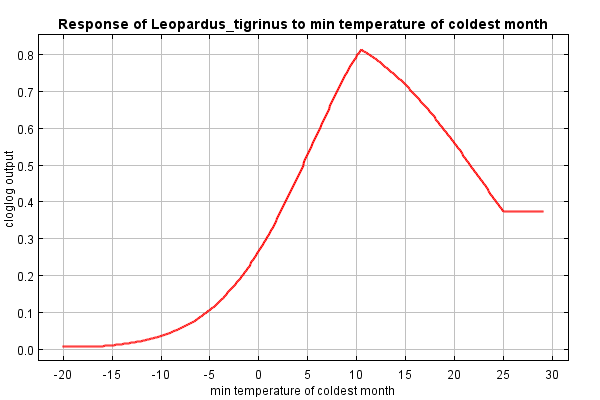 Response of Leopardus_tigrinus to min temperature of coldest month
cloglog output
0.8
0.7
0.6
0.5
0.4
0.3
0.2
0.1
0.0
-20 -15 -10 -5 0 5 10 15 20 25 30
min temperature of coldest month